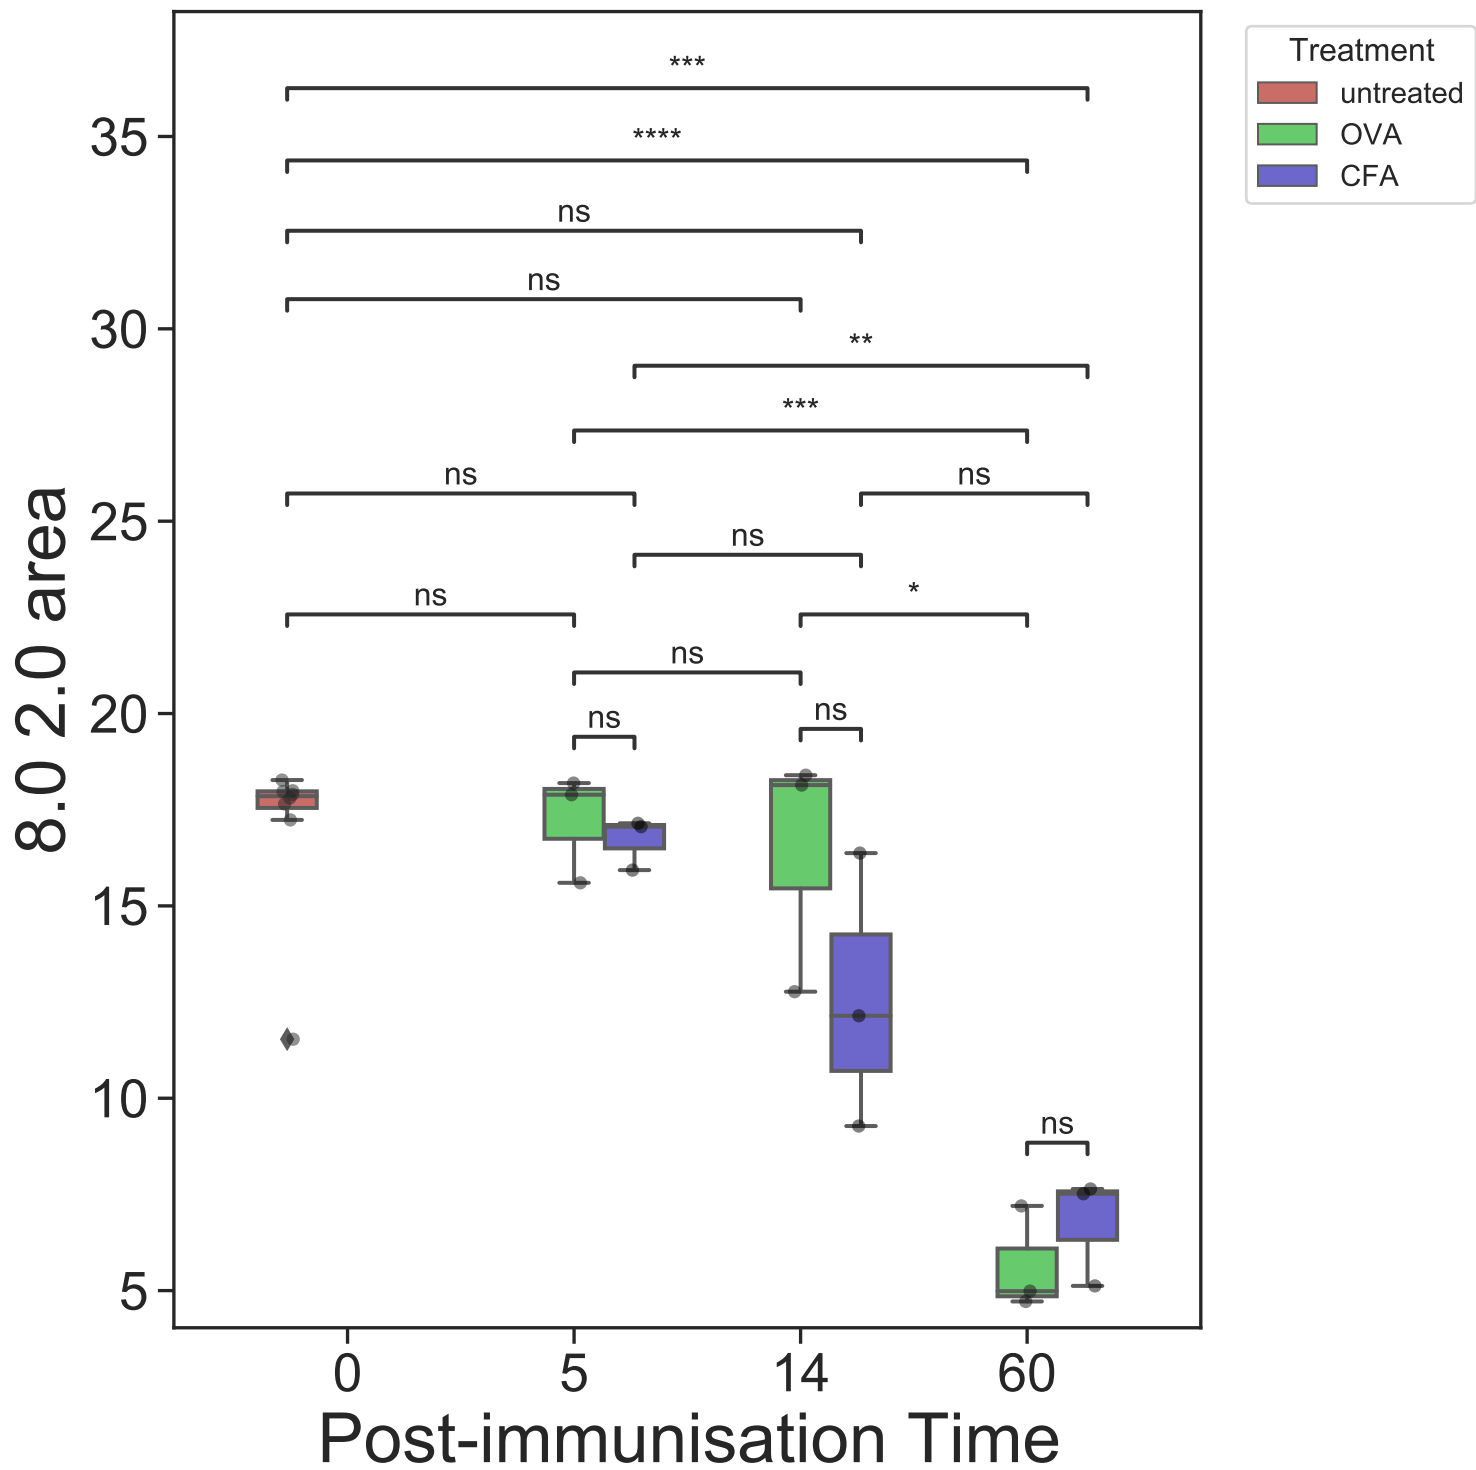 ***
****
ns
ns
**
***
ns
ns
ns
ns
*
ns
ns
ns
ns
35
30
25
20
15
10
5
8.0 2.0 area
0 5 14 60
Post-immunisation Time
Treatment
untreated
OVA
CFA